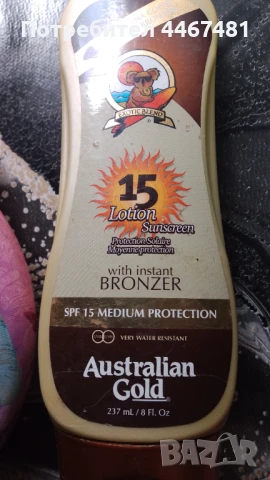 Потребител 4467481
EXOTIC BLEND
15
Lotion
Sunscreen
Protection Solaire
Moyenne protection
with instant
BRONZER
SPF 15 MEDIUM PROTECTION
VERY WATER RESISTANT
Australian
Gold®
237 mL / 8 Fl. Oz
BAZAR